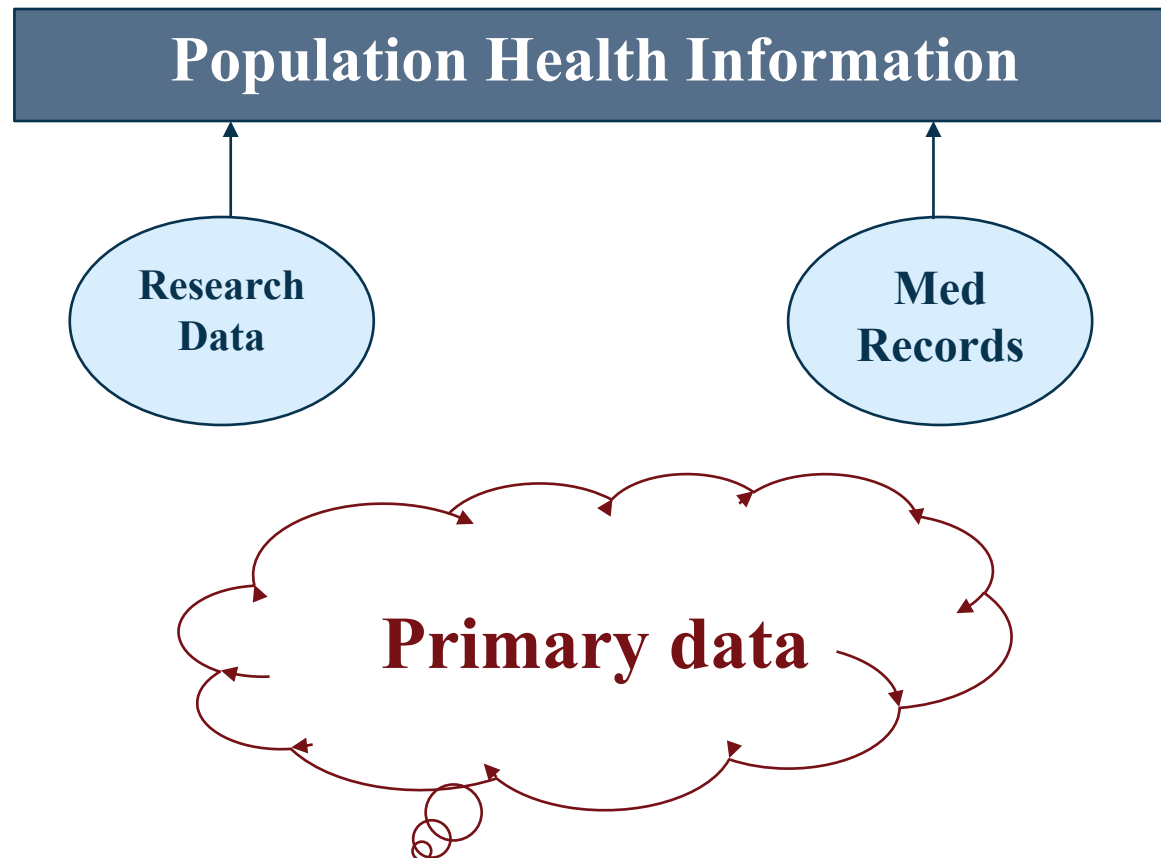 Population Health Information
Research
Data
Med
Records
Primary data